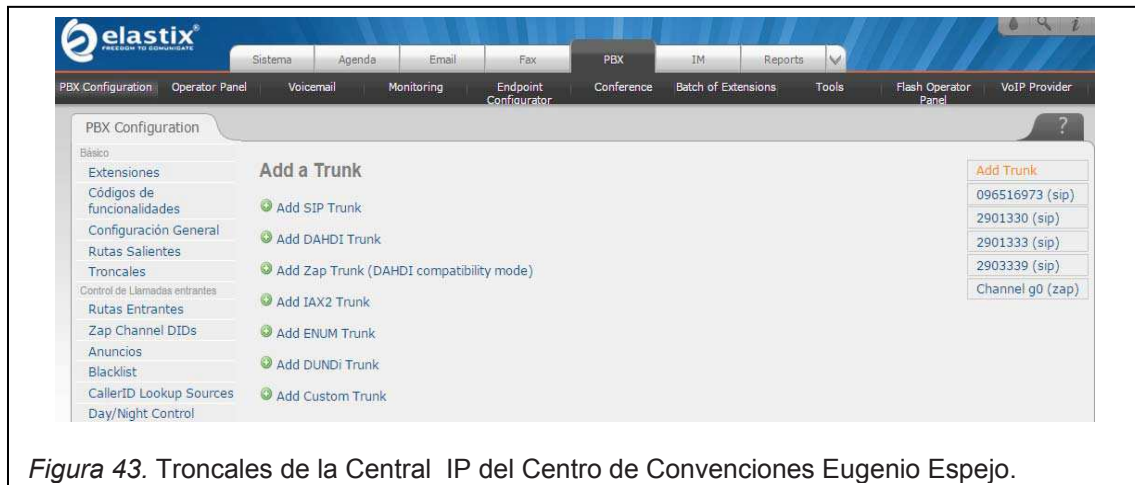 elastix®
FREEDOM TO COMUNICATE
Sistema Agenda Email Fax PBX IM Reports
PBX Configuration Operator Panel Voicemail Monitoring Endpoint Configurator Conference Batch of Extensions Tools Flash Operator Panel VoIP Provider
PBX Configuration
?
Básico
Extensiones
Códigos de
funcionalidades
Configuración General
Rutas Salientes
Troncales
Control de Llamadas entrantes
Rutas Entrantes
Zap Channel DIDs
Anuncios
Blacklist
CallerID Lookup Sources
Day/Night Control
Add a Trunk
Add SIP Trunk
Add DAHDI Trunk
Add Zap Trunk (DAHDI compatibility mode)
Add IAX2 Trunk
Add ENUM Trunk
Add DUNDi Trunk
Add Custom Trunk
Add Trunk
096516973 (sip)
2901330 (sip)
2901333 (sip)
2903339 (sip)
Channel g0 (zap)
Figura 43. Troncales de la Central IP del Centro de Convenciones Eugenio Espejo.